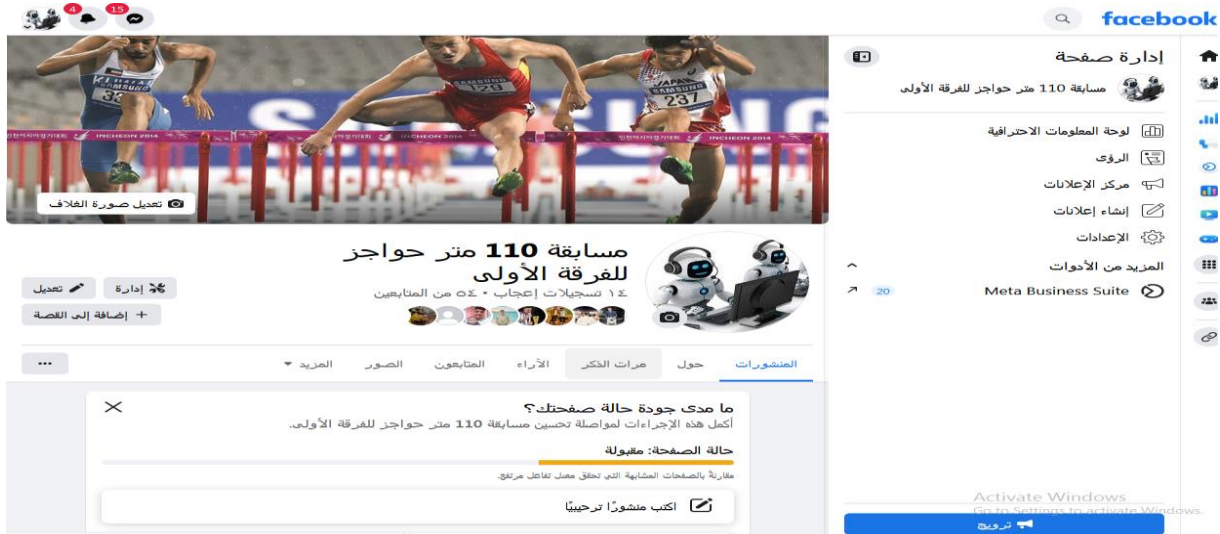 facebook
4
15
إدارة صفحة
مسابقة 110 متر حواجز للفرقة الأولى
لوحة المعلومات الاحترافية
الرؤى
مركز الإعلانات
إنشاء إعلانات
الإعدادات
المزيد من الأدوات
Meta Business Suite
20
Activate Windows
Go to Settings to activate Windows.
ترويج
SAMSUNG
129
SAMSUNG
237
INCHEON 2014
INCHEON 2014
تعديل صورة الغلاف
مسابقة 110 متر حواجز
للفرقة الأولى
١٤ تسجيلات إعجاب • ٥٤ من المتابعين
إدارة
تعديل
+ إضافة إلى القصة
المنشورات
حول
مرات الذكر
الآراء
المتابعون
الصور
المزيد
ما مدى جودة حالة صفحتك؟
أكمل هذه الإجراءات لمواصلة تحسين مسابقة 110 متر حواجز للفرقة الأولى.
حالة الصفحة: مقبولة
مقارنةً بالصفحات المشابهة التي تحقق معدل تفاعل مرتفع.
اكتب منشورًا ترحيبيًا